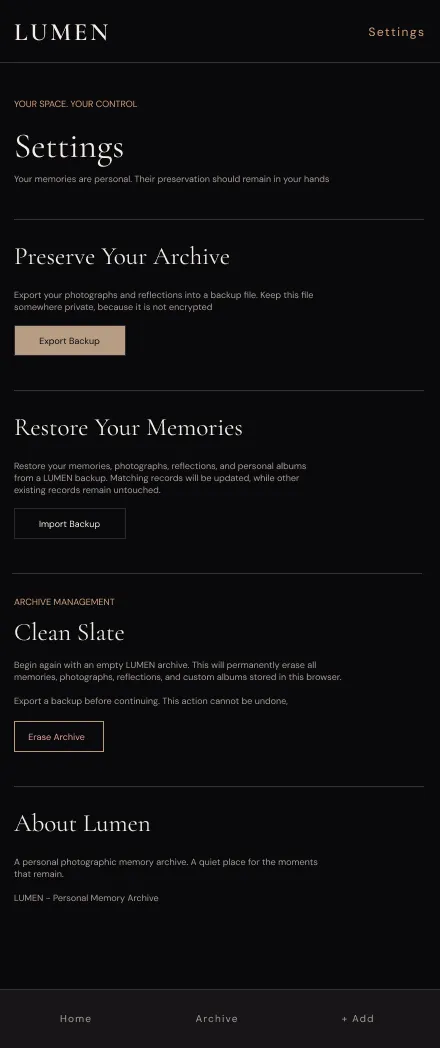 LUMEN
Settings
YOUR SPACE. YOUR CONTROL
Settings
Your memories are personal. Their preservation should remain in your hands
Preserve Your Archive
Export your photographs and reflections into a backup file. Keep this file
somewhere private, because it is not encrypted
Export Backup
Restore Your Memories
Restore your memories, photographs, reflections, and personal albums
from a LUMEN backup. Matching records will be updated, while other
existing records remain untouched.
Import Backup
ARCHIVE MANAGEMENT
Clean Slate
Begin again with an empty LUMEN archive. This will permanently erase all
memories, photographs, reflections, and custom albums stored in this browser.
Export a backup before continuing. This action cannot be undone,
Erase Archive
About Lumen
A personal photographic memory archive. A quiet place for the moments
that remain.
LUMEN - Personal Memory Archive
Home
Archive
+ Add